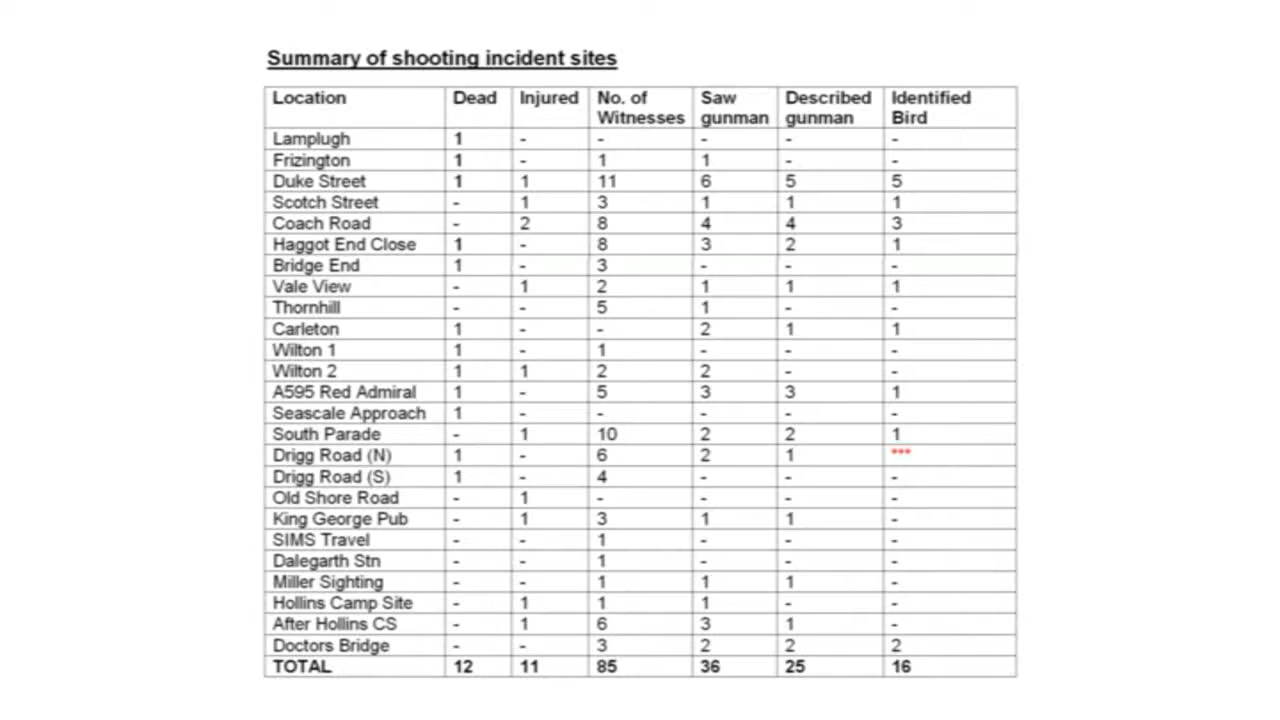 Summary of shooting incident sites
Location Dead Injured No. of Witnesses Saw gunman Described gunman Identified Bird
Lamplugh 1 - - - - -
Frizington 1 - 1 1 - -
Duke Street 1 1 11 6 5 5
Scotch Street - 1 3 1 1 1
Coach Road - 2 8 4 4 3
Haggot End Close 1 - 8 3 2 1
Bridge End 1 - 3 - - -
Vale View - 1 2 1 1 1
Thornhill - - 5 1 - -
Carleton 1 - - 2 1 1
Wilton 1 1 - 1 - - -
Wilton 2 1 1 2 2 - -
A595 Red Admiral 1 - 5 3 3 1
Seascale Approach 1 - - - - -
South Parade - 1 10 2 2 1
Drigg Road (N) 1 - 6 2 1 ***
Drigg Road (S) 1 - 4 - - -
Old Shore Road - 1 - - - -
King George Pub - 1 3 1 1 -
SIMS Travel - - 1 - - -
Dalegarth Stn - - 1 - - -
Miller Sighting - - 1 1 1 -
Hollins Camp Site - 1 1 1 - -
After Hollins CS - 1 6 3 1 -
Doctors Bridge - - 3 2 2 2
TOTAL 12 11 85 36 25 16